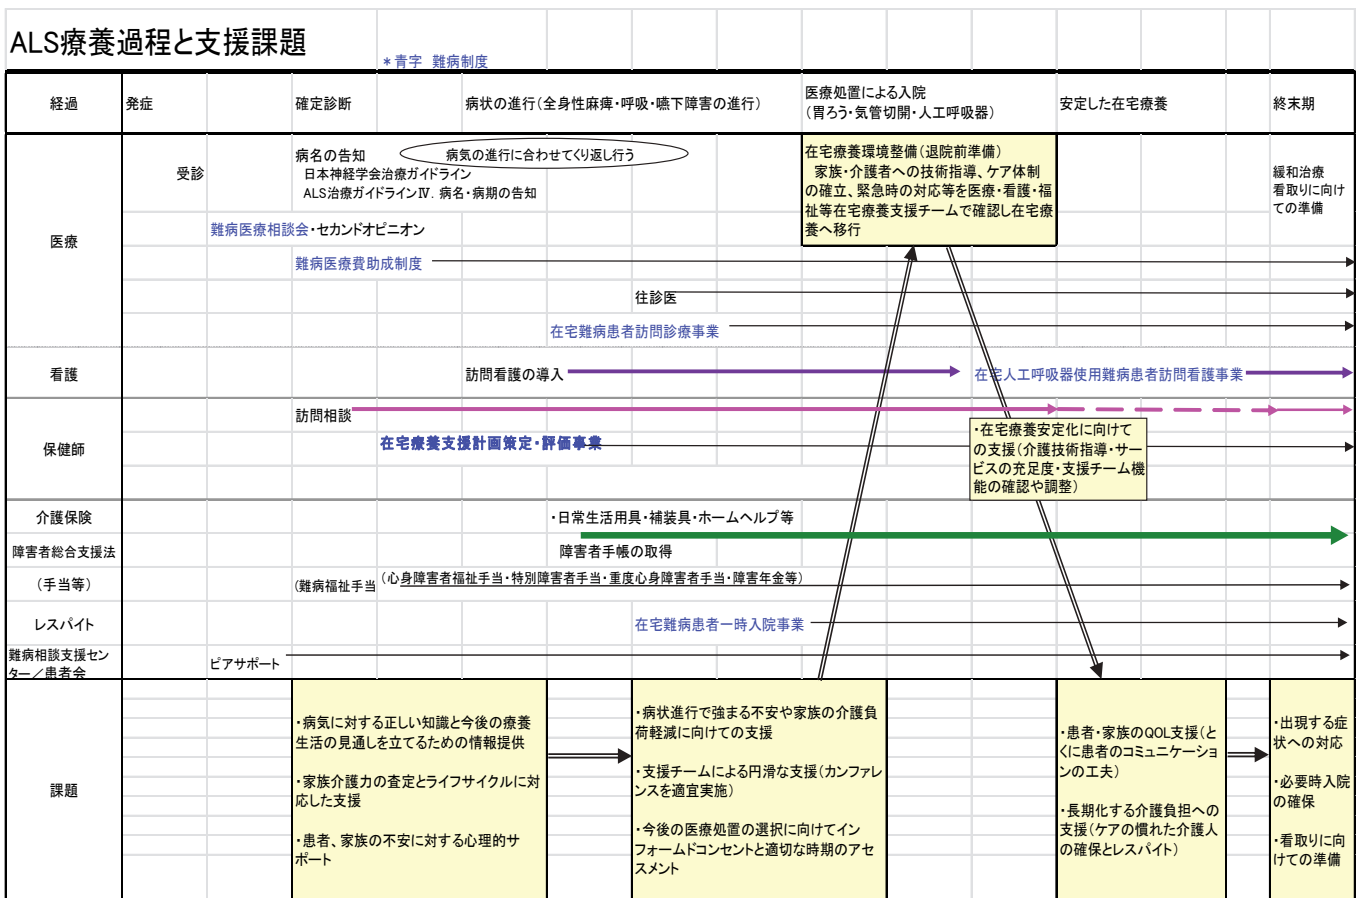 ALS療養過程と支援課題
＊青字　難病制度
経過
発症
確定診断
病状の進行(全身性麻痺・呼吸・嚥下障害の進行)
医療処置による入院
(胃ろう・気管切開・人工呼吸器)
安定した在宅療養
終末期
医療
受診
病名の告知
日本神経学会治療ガイドライン
ALS治療ガイドラインⅣ. 病名・病期の告知
病気の進行に合わせてくり返し行う
在宅療養環境整備(退院前準備)
家族・介護者への技術指導、ケア体制
の確立、緊急時の対応等を医療・看護・福
祉等在宅療養支援チームで確認し在宅療
養へ移行
緩和治療
看取りに向け
ての準備
難病医療相談会・セカンドオピニオン
難病医療費助成制度
往診医
在宅難病患者訪問診療事業
看護
訪問看護の導入
在宅人工呼吸器使用難病患者訪問看護事業
保健師
訪問相談
在宅療養支援計画策定・評価事業
・在宅療養安定化に向けて
の支援(介護技術指導・サー
ビスの充足度・支援チーム機
能の確認や調整)
介護保険
・日常生活用具・補装具・ホームヘルプ等
障害者総合支援法
障害者手帳の取得
(手当等)
(難病福祉手当
(心身障害者福祉手当・特別障害者手当・重度心身障害者手当・障害年金等)
レスパイト
在宅難病患者一時入院事業
難病相談支援セン
ター／患者会
ピアサポート
課題
・病気に対する正しい知識と今後の療養
生活の見通しを立てるための情報提供
・家族介護力の査定とライフサイクルに対
応した支援
・患者、家族の不安に対する心理的サ
ポート
・病状進行で強まる不安や家族の介護負
荷軽減に向けての支援
・支援チームによる円滑な支援(カンファレ
ンスを適宜実施)
・今後の医療処置の選択に向けてイン
フォームドコンセントと適切な時期のアセ
スメント
・患者・家族のQOL支援(と
くに患者のコミュニケーショ
ンの工夫)
・長期化する介護負担への
支援(ケアの慣れた介護人
の確保とレスパイト)
・出現する症
状への対応
・必要時入院
の確保
・看取りに向
けての準備